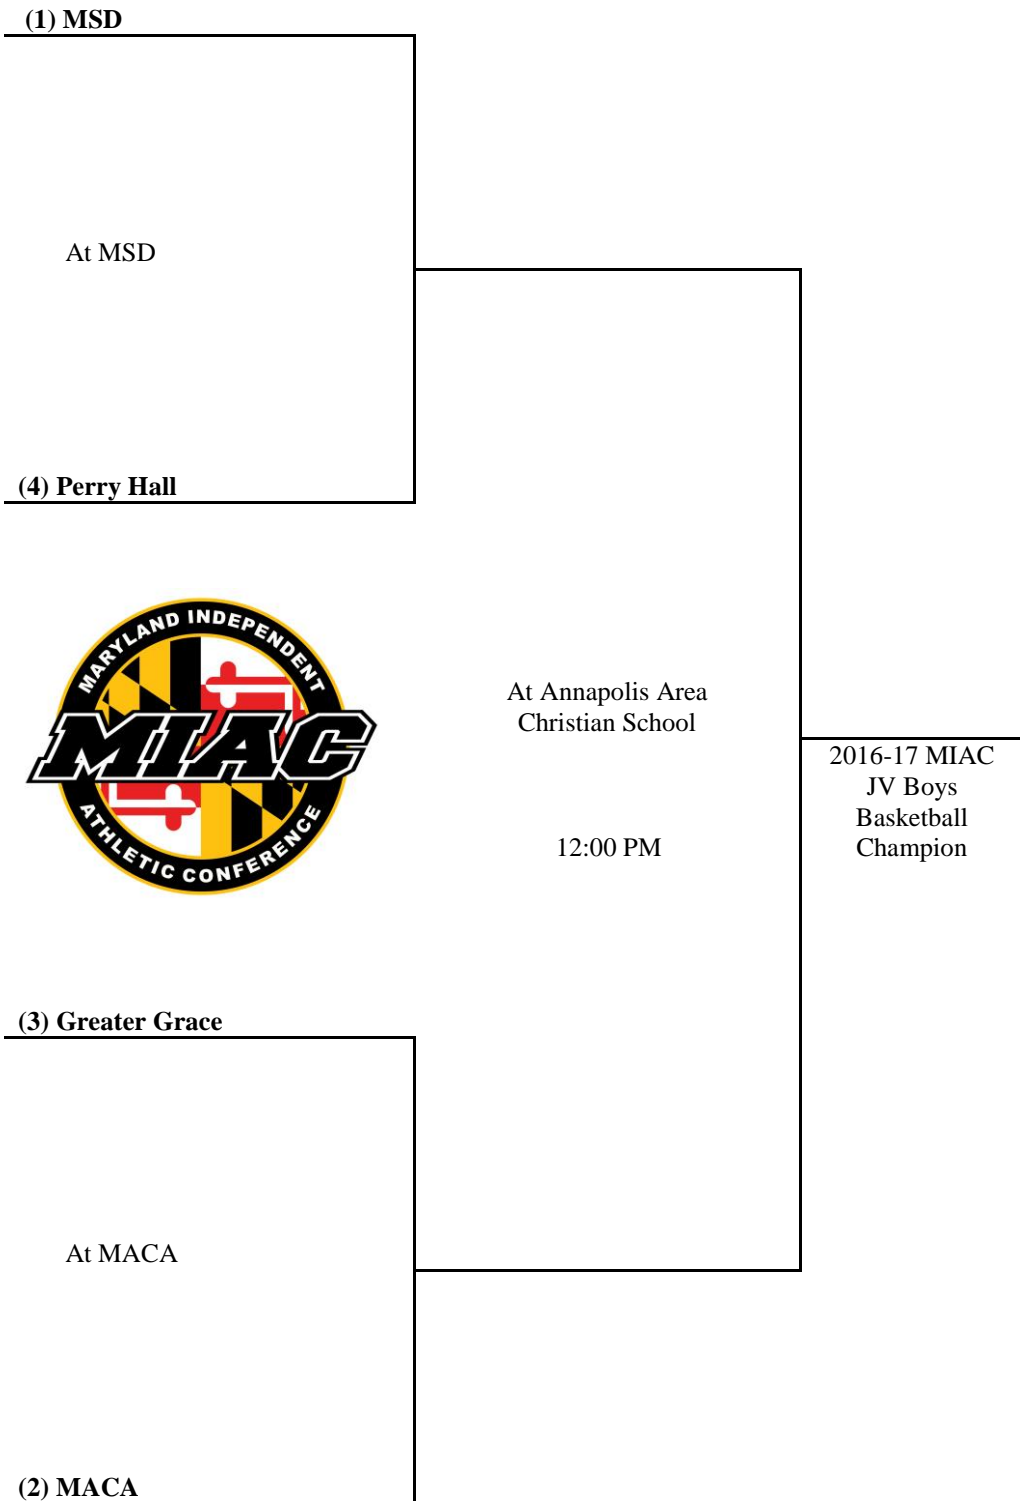 (1) MSD
At MSD
(4) Perry Hall
MARYLAND INDEPENDENT
MIAC
ATHLETIC CONFERENCE
At Annapolis Area
Christian School
12:00 PM
2016-17 MIAC
JV Boys
Basketball
Champion
(3) Greater Grace
At MACA
(2) MACA